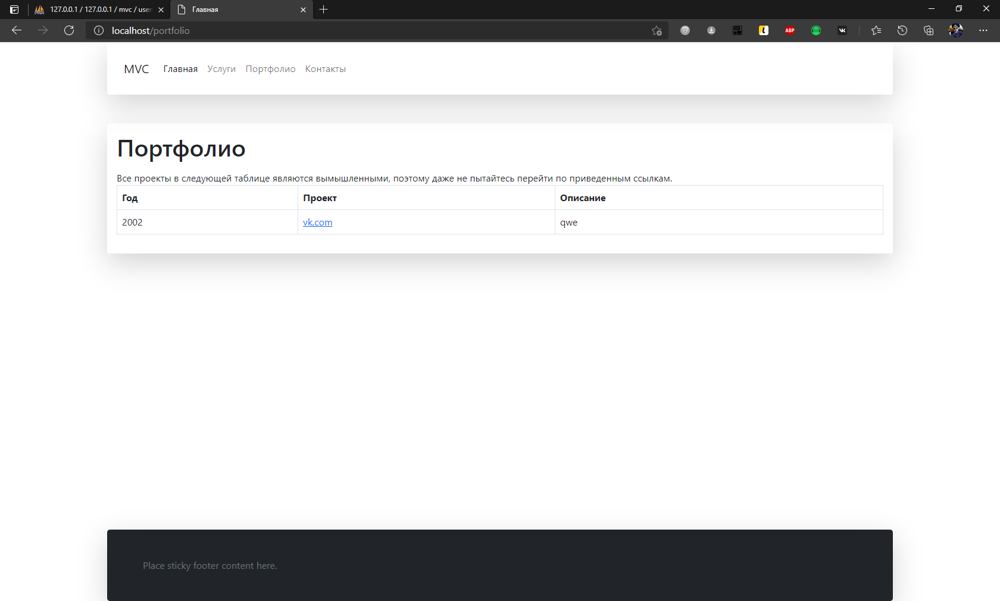 127.0.0.1 / 127.0.0.1 / mvc / user
Главная
localhost/portfolio
ABP
MVC Главная Услуги Портфолио Контакты
Портфолио
Все проекты в следующей таблице являются вымышленными, поэтому даже не пытайтесь перейти по приведенным ссылкам.
Год Проект Описание
2002 vk.com qwe
Place sticky footer content here.